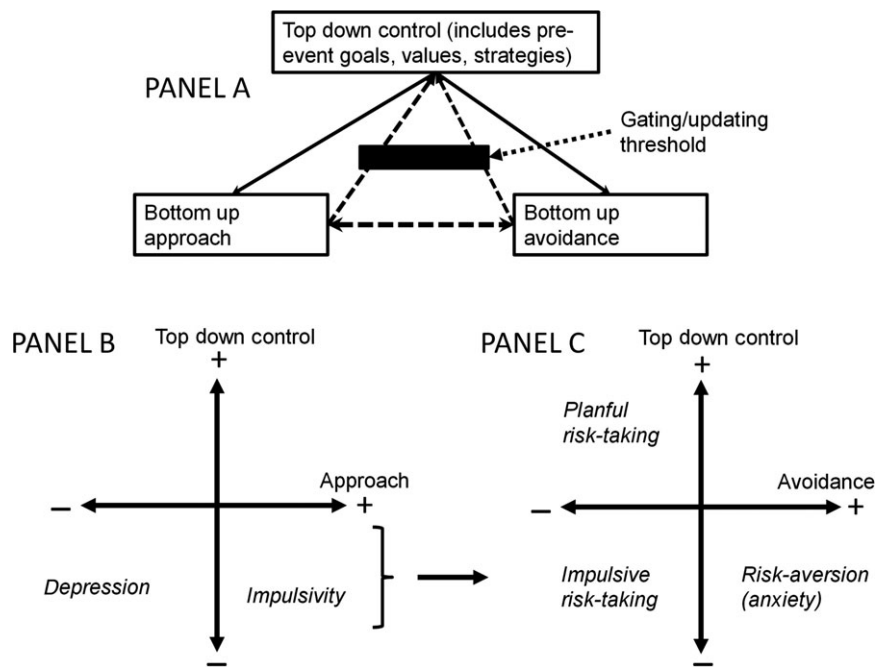 Top down control (includes pre-
event goals, values, strategies)
PANEL A
Gating/updating
threshold
Bottom up
approach
Bottom up
avoidance
PANEL B
Top down control
+
Approach
– +
Depression
Impulsivity
–
PANEL C
Top down control
+
Planful
risk-taking
Avoidance
– +
Impulsive
risk-taking
Risk-aversion
(anxiety)
–